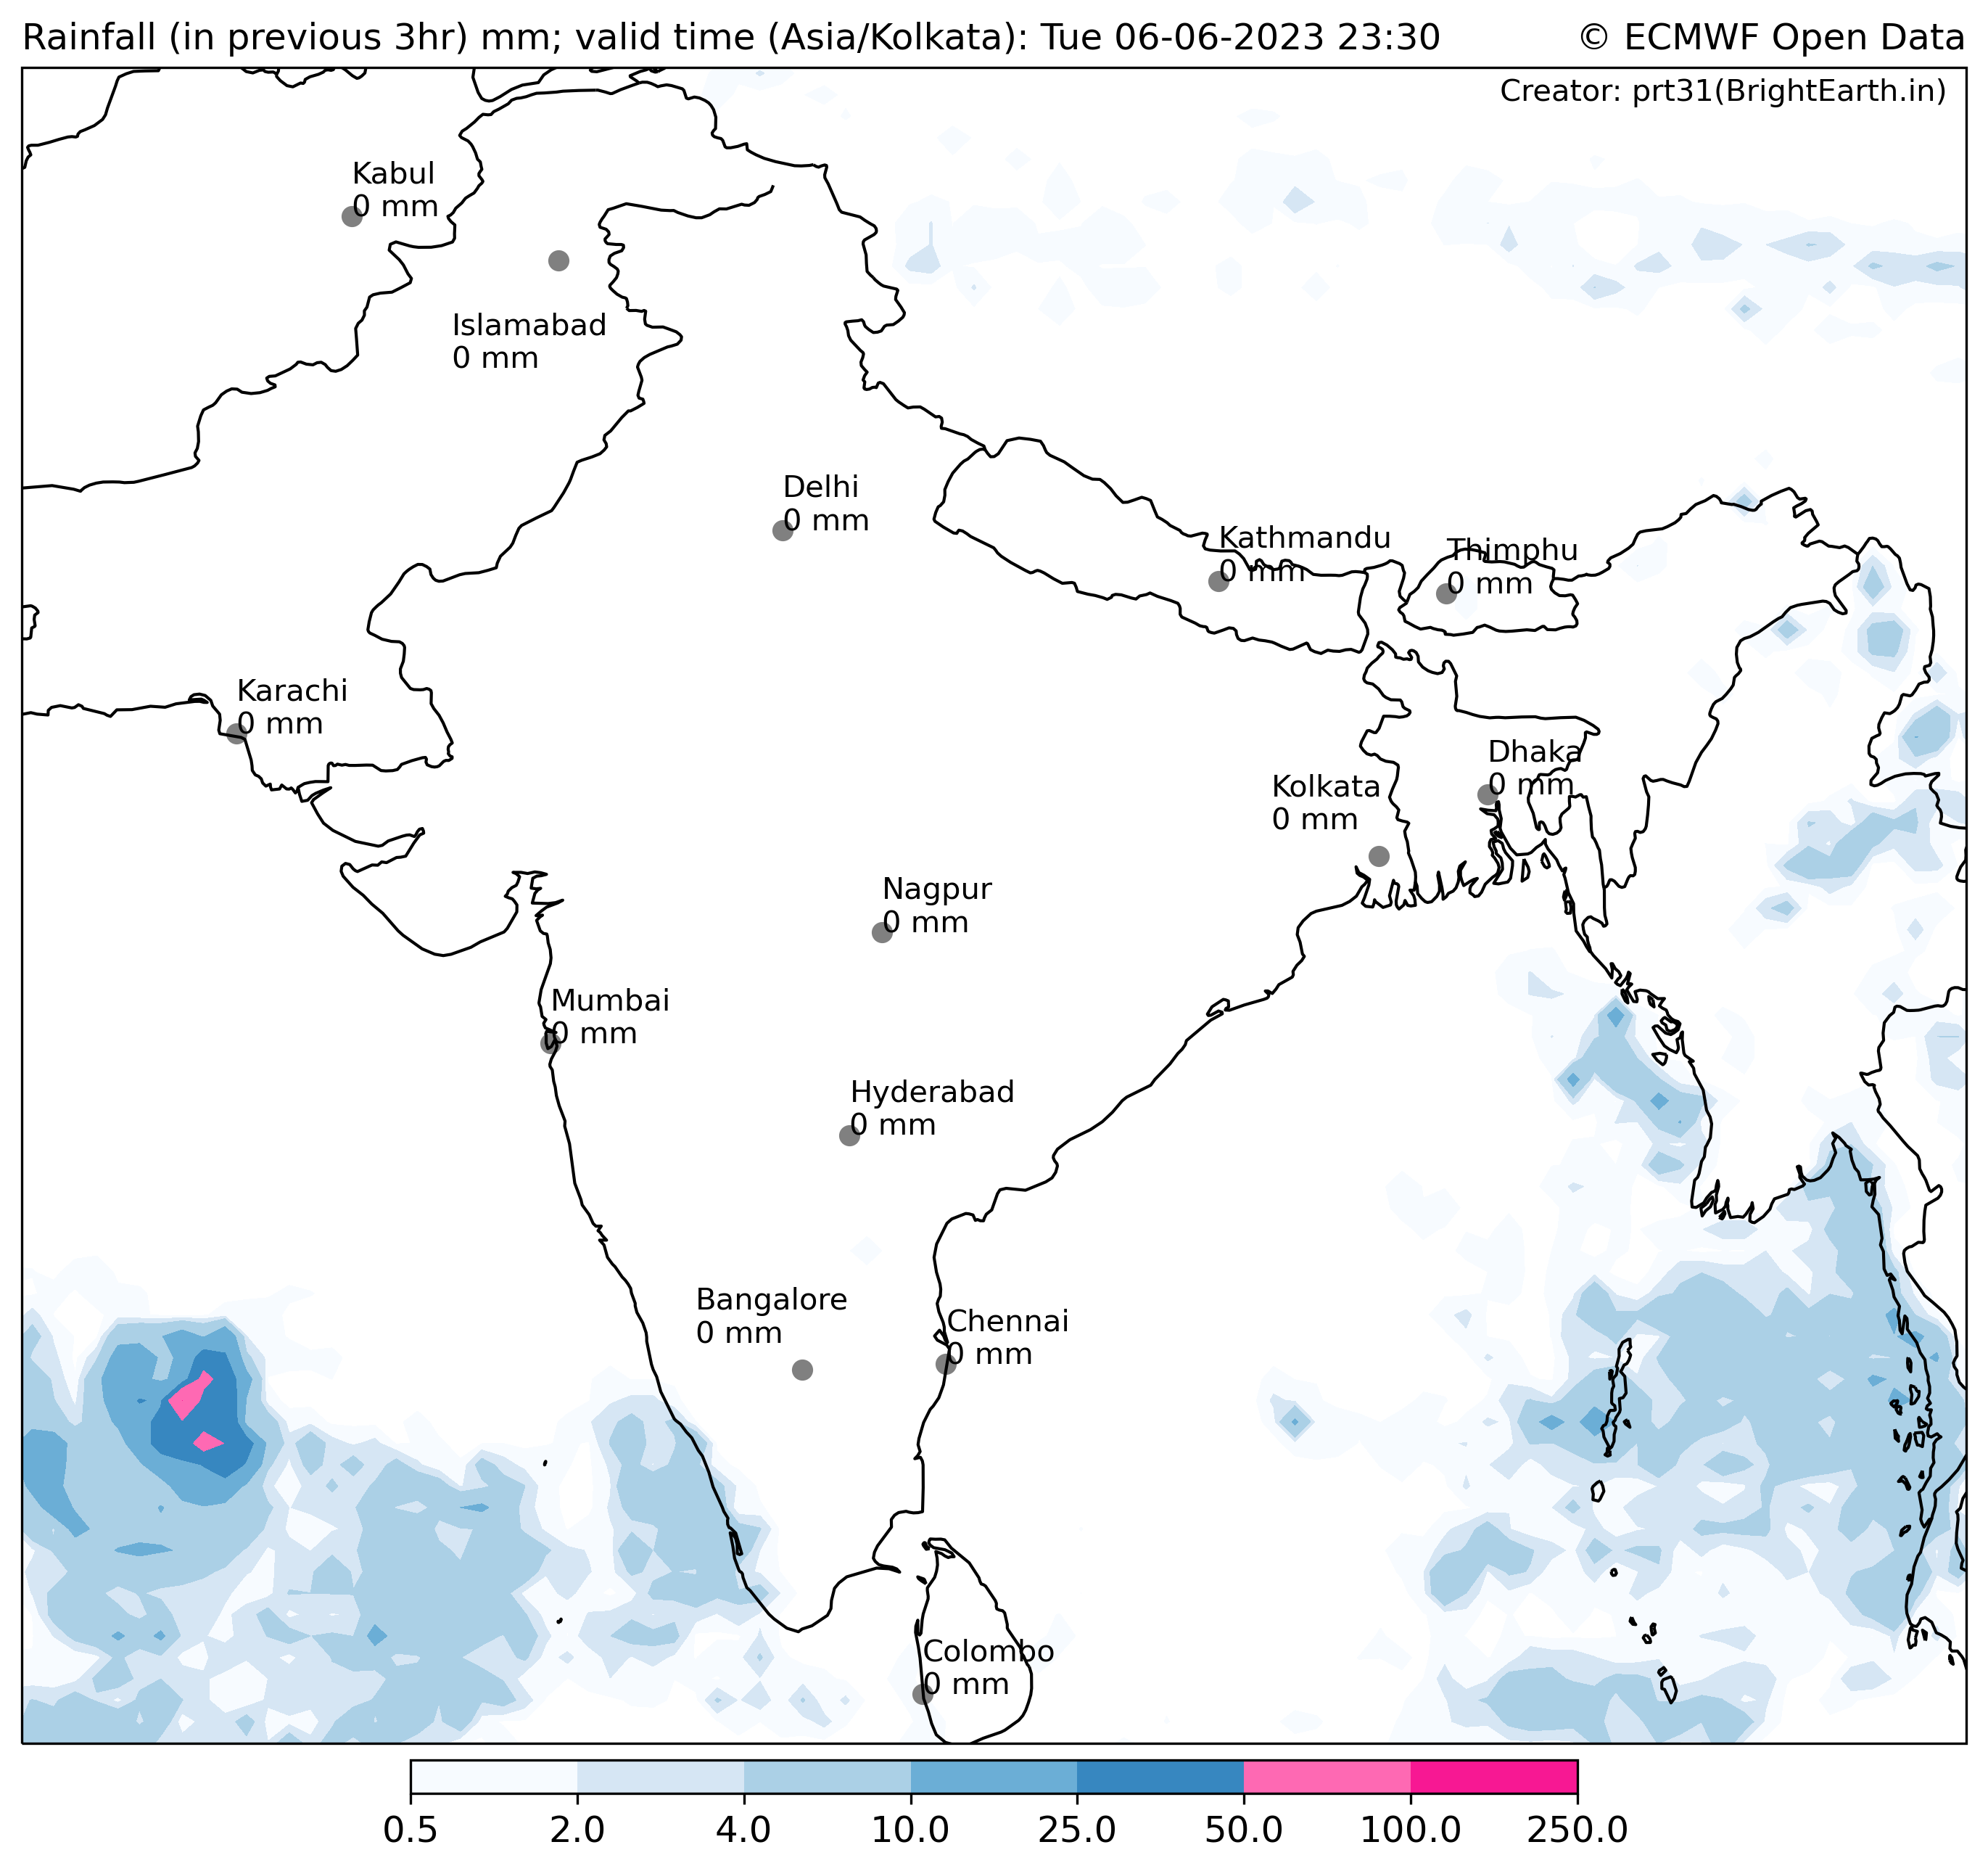 Rainfall (in previous 3hr) mm; valid time (Asia/Kolkata): Tue 06-06-2023 23:30
© ECMWF Open Data
Creator: prt31(BrightEarth.in)
Kabul
0 mm
Islamabad
0 mm
Delhi
0 mm
Kathmandu
0 mm
Thimphu
0 mm
Karachi
0 mm
Dhaka
0 mm
Kolkata
0 mm
Nagpur
0 mm
Mumbai
0 mm
Hyderabad
0 mm
Bangalore
0 mm
Chennai
0 mm
Colombo
0 mm
0.5 2.0 4.0 10.0 25.0 50.0 100.0 250.0